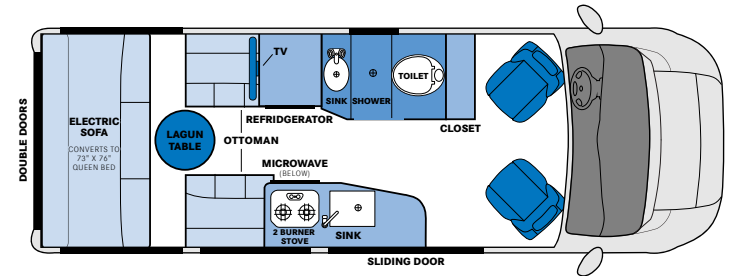 DOUBLE DOORS
ELECTRIC
SOFA
CONVERTS TO
73" X 76"
QUEEN BED
LAGUN
TABLE
TV
REFRIDGERATOR
OTTOMAN
SINK
SHOWER
TOILET
CLOSET
MICROWAVE
(BELOW)
2 BURNER
STOVE
SINK
SLIDING DOOR